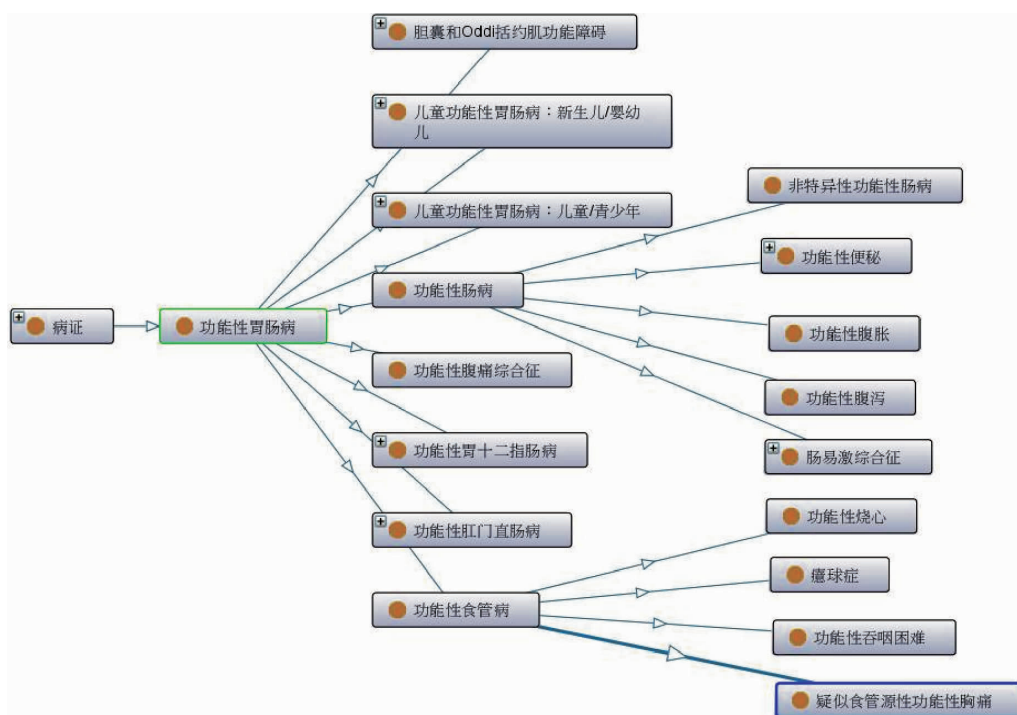 胆囊和Oddi括约肌功能障碍
儿童功能性胃肠病：新生儿/婴幼
儿
儿童功能性胃肠病：儿童/青少年
非特异性功能性肠病
功能性便秘
功能性肠病
病证
功能性胃肠病
功能性腹胀
功能性腹痛综合征
功能性腹泻
功能性胃十二指肠病
肠易激综合征
功能性烧心
功能性肛门直肠病
癔球症
功能性食管病
功能性吞咽困难
疑似食管源性功能性胸痛